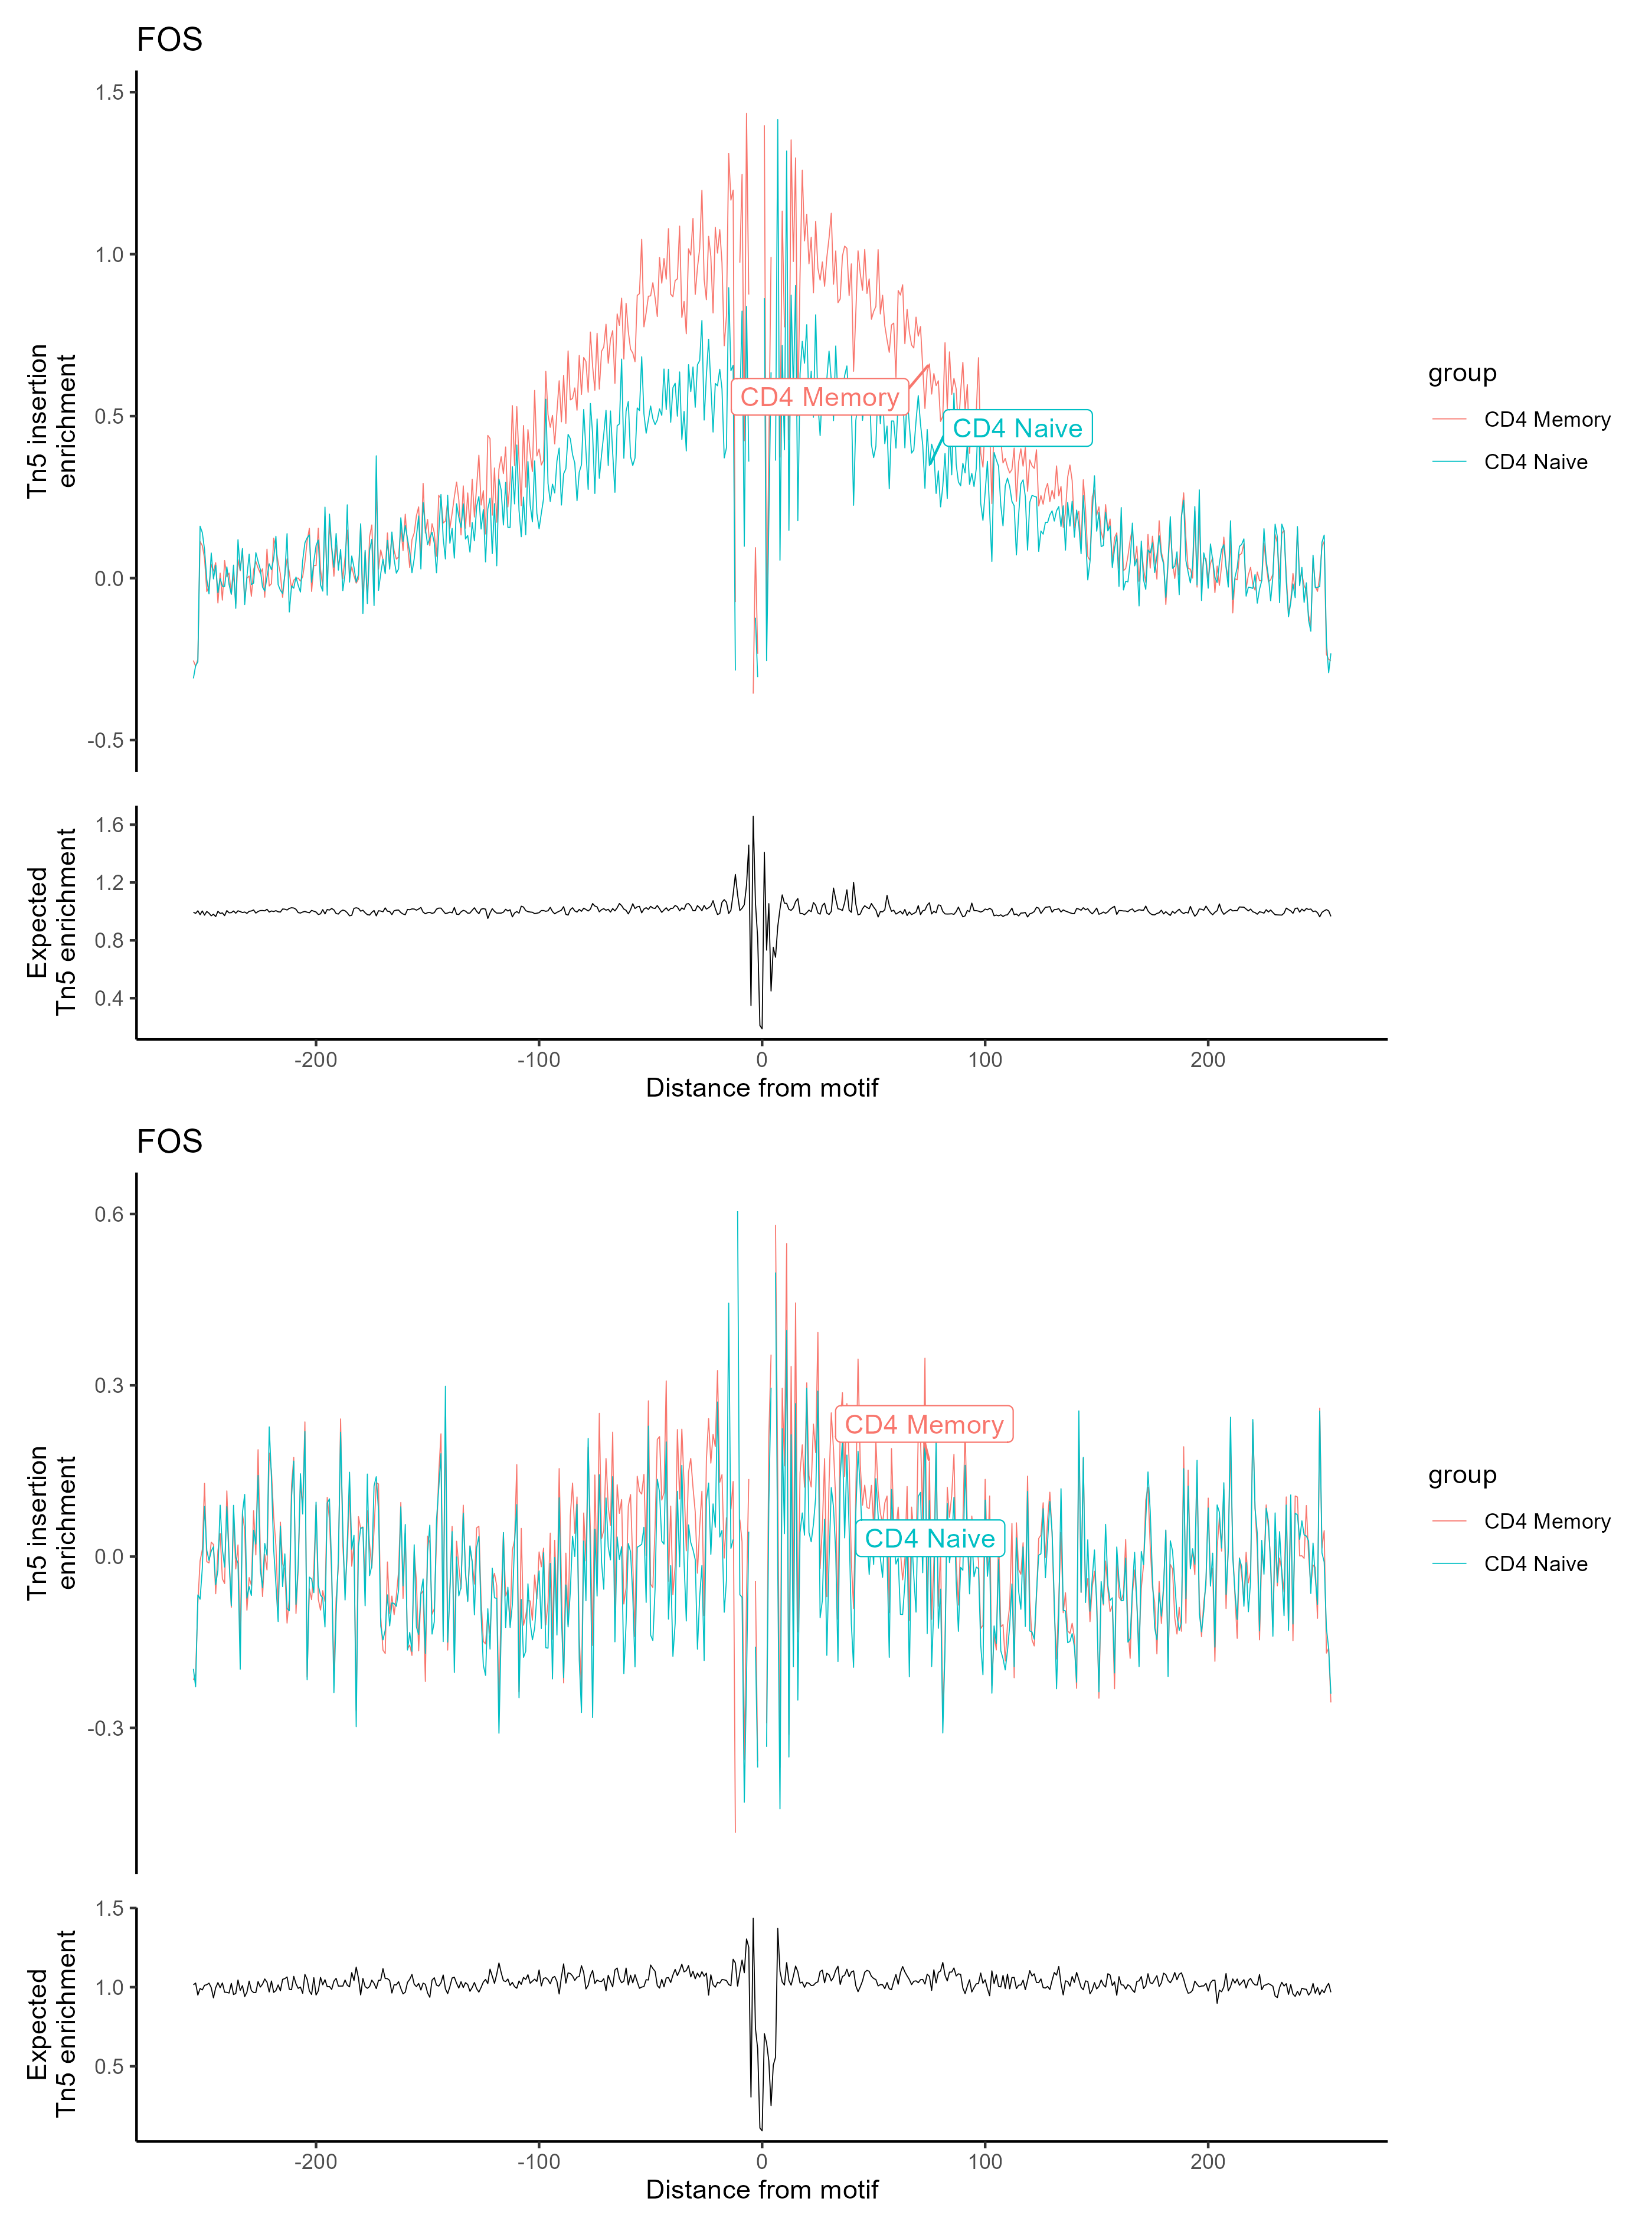 FOS
1.5
1.0
0.5
0.0
-0.5
Tn5 insertion
enrichment
CD4 Memory
CD4 Naive
group
CD4 Memory
CD4 Naive
1.6
1.2
0.8
0.4
Expected
Tn5 enrichment
-200
-100
0
100
200
Distance from motif
FOS
0.6
0.3
0.0
-0.3
Tn5 insertion
enrichment
CD4 Memory
CD4 Naive
group
CD4 Memory
CD4 Naive
1.5
1.0
0.5
Expected
Tn5 enrichment
-200
-100
0
100
200
Distance from motif